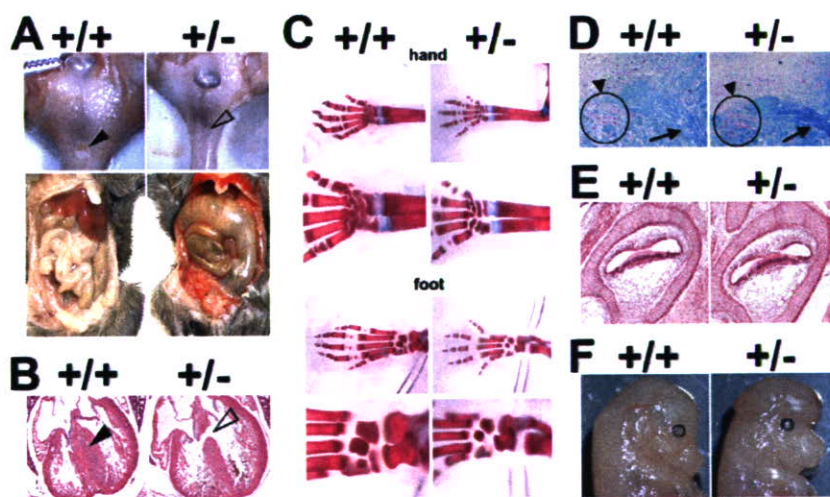 A
+/+ +/-
B
+/+ +/-
C
+/+ +/-
hand
foot
D
+/+ +/-
E
+/+ +/-
F
+/+ +/-